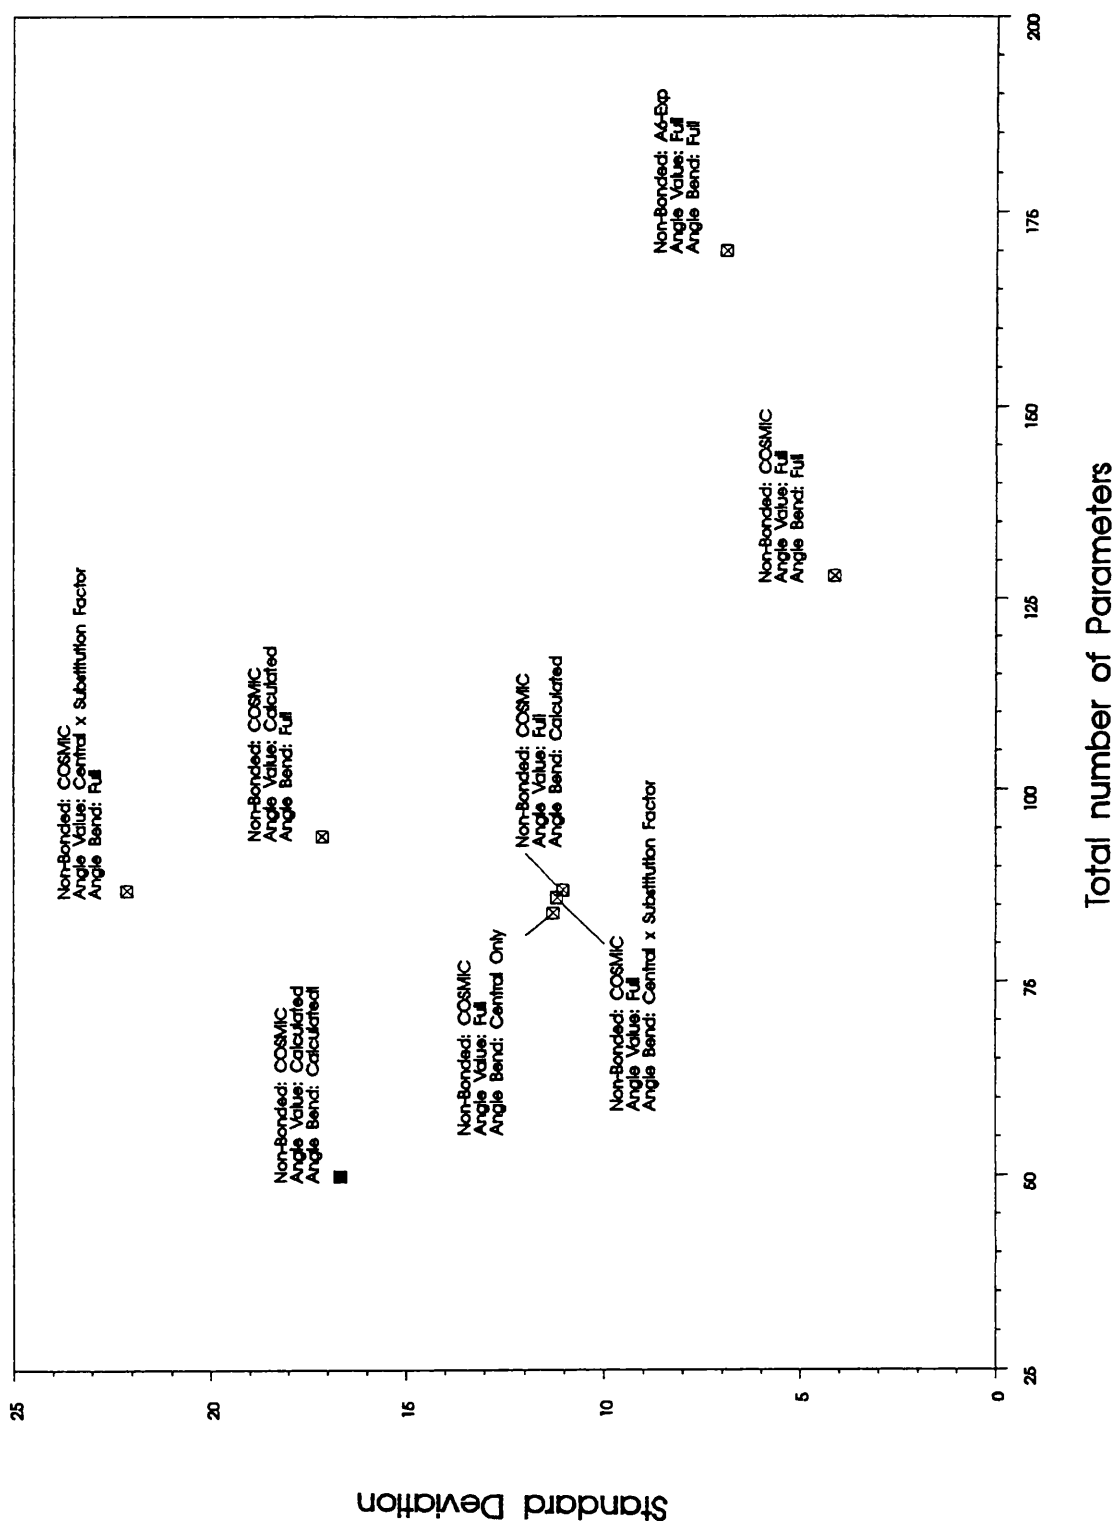 Standard Deviation
25
20
15
10
5
0
Non-Bonded: COSMIC
Angle Value: Central x Substitution Factor
Angle Bend: Full
Non-Bonded: COSMIC
Angle Value: Calculated
Angle Bend: Full
Non-Bonded: COSMIC
Angle Value: Calculated
Angle Bend: Calculated!
Non-Bonded: COSMIC
Angle Value: Full
Angle Bend: Central Only
Non-Bonded: COSMIC
Angle Value: Full
Angle Bend: Calculated
Non-Bonded: COSMIC
Angle Value: Full
Angle Bend: Central x Substitution Factor
Non-Bonded: A6-Exp
Angle Value: Full
Angle Bend: Full
Non-Bonded: COSMIC
Angle Value: Full
Angle Bend: Full
25
50
75
100
125
150
175
200
Total number of Parameters